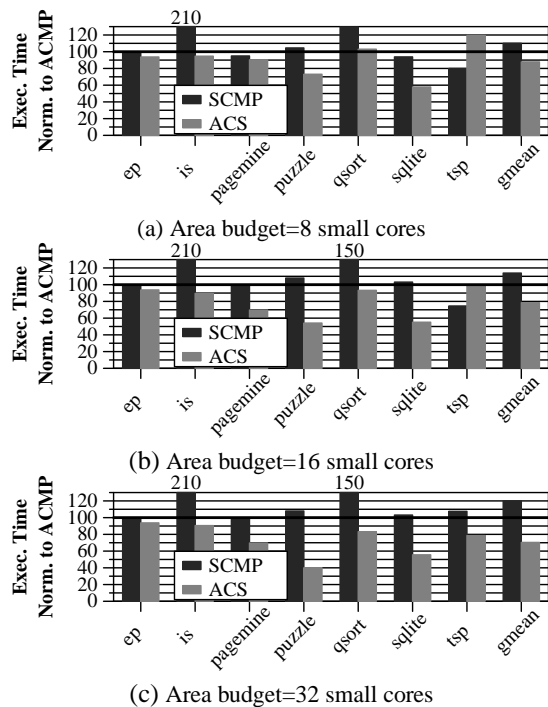 210
Exec. Time
Norm. to ACMP
120
100
80
60
40
20
0
SCMP
ACS
ep
is
pagemine
puzzle
qsort
sqlite
tsp
gmean
(a) Area budget=8 small cores
210
150
Exec. Time
Norm. to ACMP
120
100
80
60
40
20
0
SCMP
ACS
ep
is
pagemine
puzzle
qsort
sqlite
tsp
gmean
(b) Area budget=16 small cores
210
150
Exec. Time
Norm. to ACMP
120
100
80
60
40
20
0
SCMP
ACS
ep
is
pagemine
puzzle
qsort
sqlite
tsp
gmean
(c) Area budget=32 small cores